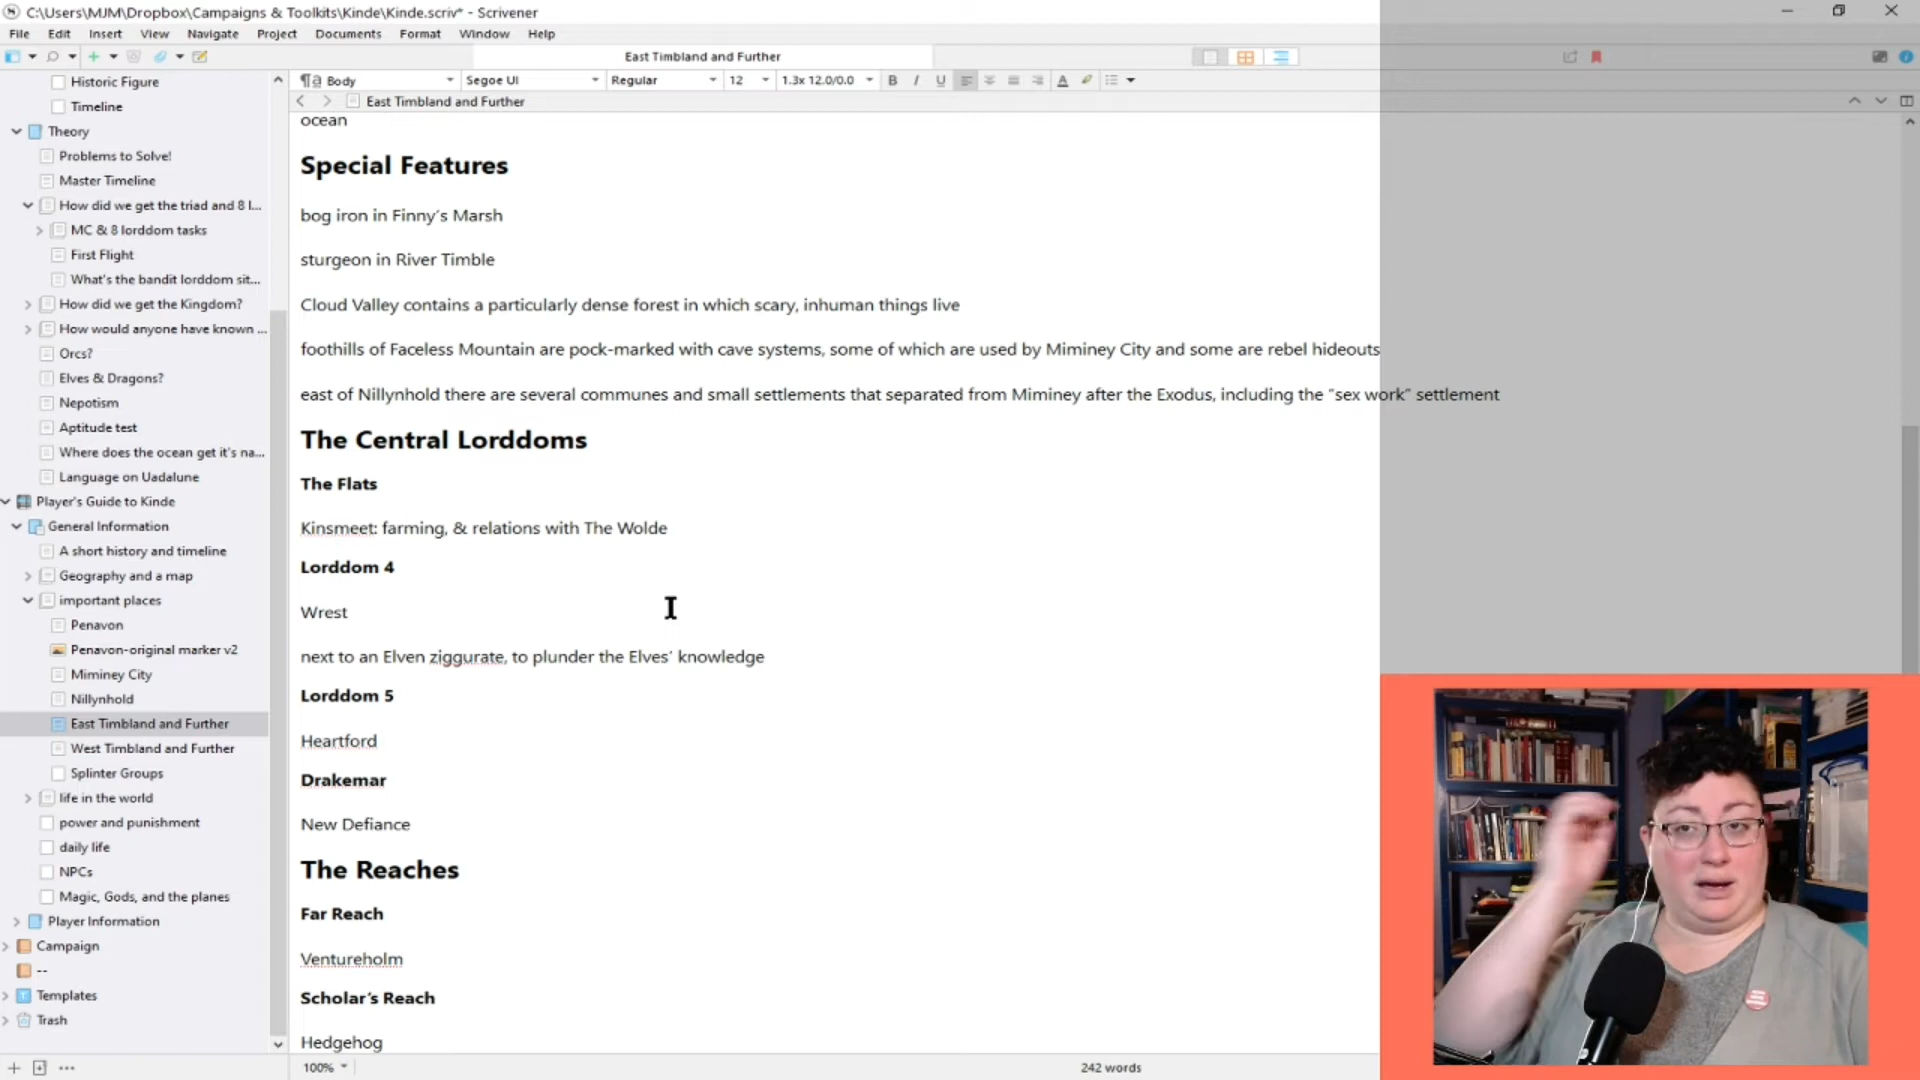 C:\Users\MJM\Dropbox\Campaigns & Toolkits\Kinde\Kinde.scriv* - Scrivener
File Edit Insert View Navigate Project Documents Format Window Help
East Timbland and Further
Body Segoe UI Regular 12 1.3x 12.0/0.0 B I U A
East Timbland and Further
Historic Figure
Timeline
Theory
Problems to Solve!
Master Timeline
How did we get the triad and 8 l...
MC & 8 lorddom tasks
First Flight
What's the bandit lorddom sit...
How did we get the Kingdom?
How would anyone have known ...
Orcs?
Elves & Dragons?
Nepotism
Aptitude test
Where does the ocean get it's na...
Language on Uadalune
Player's Guide to Kinde
General Information
A short history and timeline
Geography and a map
important places
Penavon
Penavon-original marker v2
Miminey City
Nillynhold
East Timbland and Further
West Timbland and Further
Splinter Groups
life in the world
power and punishment
daily life
NPCs
Magic, Gods, and the planes
Player Information
Campaign
--
Templates
Trash
ocean
Special Features
bog iron in Finny's Marsh
sturgeon in River Timble
Cloud Valley contains a particularly dense forest in which scary, inhuman things live
foothills of Faceless Mountain are pock-marked with cave systems, some of which are used by Miminey City and some are rebel hideouts
east of Nillynhold there are several communes and small settlements that separated from Miminey after the Exodus, including the "sex work" settlement
The Central Lorddoms
The Flats
Kinsmeet: farming, & relations with The Wolde
Lorddom 4
Wrest
next to an Elven ziggurate, to plunder the Elves' knowledge
Lorddom 5
Heartford
Drakemar
New Defiance
The Reaches
Far Reach
Ventureholm
Scholar's Reach
Hedgehog
100%
242 words